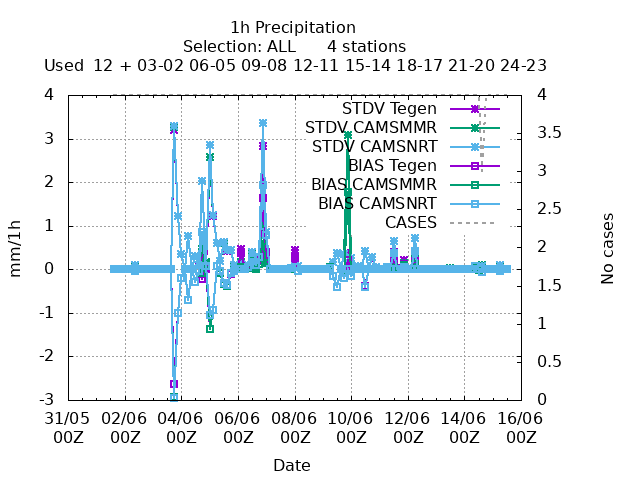 1h Precipitation
Selection: ALL      4 stations
Used  12 + 03-02 06-05 09-08 12-11 15-14 18-17 21-20 24-23
4
3
2
1
0
-1
-2
-3
mm/1h
STDV Tegen
STDV CAMSMMR
STDV CAMSNRT
BIAS Tegen
BIAS CAMSMMR
BIAS CAMSNRT
CASES
4
3.5
3
2.5
2
1.5
1
0.5
0
No cases
31/05 02/06 04/06 06/06 08/06 10/06 12/06 14/06 16/06
00Z 00Z 00Z 00Z 00Z 00Z 00Z 00Z 00Z
Date